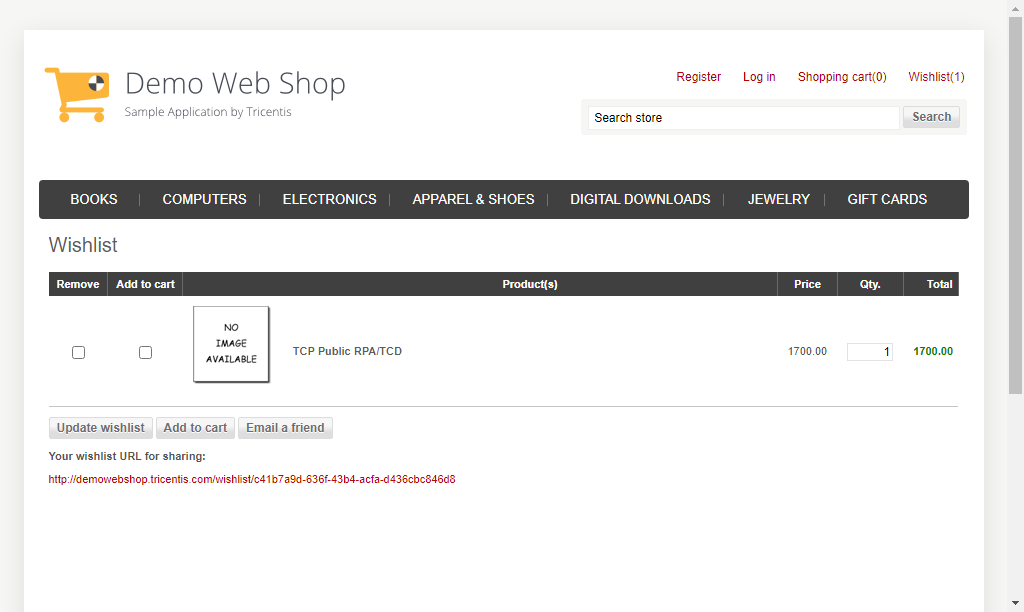 Demo Web Shop
Sample Application by Tricentis
Register Log in Shopping cart(0) Wishlist(1)
Search store Search
BOOKS COMPUTERS ELECTRONICS APPAREL & SHOES DIGITAL DOWNLOADS JEWELRY GIFT CARDS
Wishlist
Remove Add to cart Product(s) Price Qty. Total
NO
IMAGE
AVAILABLE
TCP Public RPA/TCD 1700.00 1 1700.00
Update wishlist Add to cart Email a friend
Your wishlist URL for sharing:
http://demowebshop.tricentis.com/wishlist/c41b7a9d-636f-43b4-acfa-d436cbc846d8